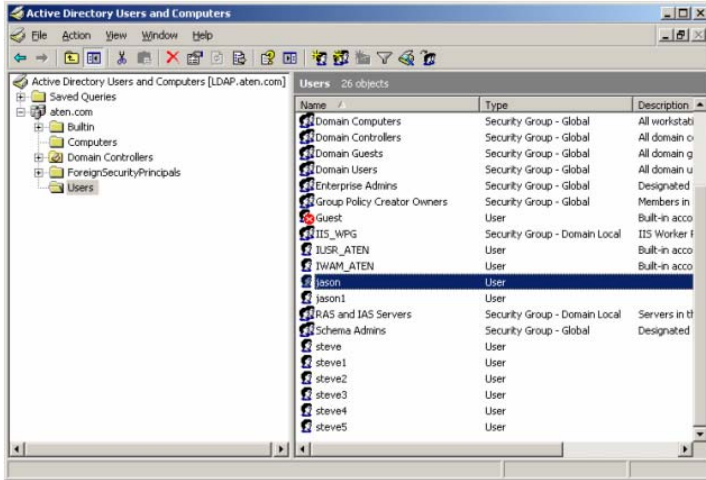 Active Directory Users and Computers
File Action View Window Help
Active Directory Users and Computers [LDAP.aten.com]
Saved Queries
aten.com
Builtin
Computers
Domain Controllers
ForeignSecurityPrincipals
Users
Users 26 objects
Name Type Description
Domain Computers Security Group - Global All workstati
Domain Controllers Security Group - Global All domain c
Domain Guests Security Group - Global All domain g
Domain Users Security Group - Global All domain u
Enterprise Admins Security Group - Global Designated
Group Policy Creator Owners Security Group - Global Members in
Guest User Built-in acco
IIS_WPG Security Group - Domain Local IIS Worker
IUSR_ATEN User Built-in acco
IWAM_ATEN User Built-in acco
jason User
jason1 User
RAS and IAS Servers Security Group - Domain Local Servers in th
Schema Admins Security Group - Global Designated
steve User
steve1 User
steve2 User
steve3 User
steve4 User
steve5 User